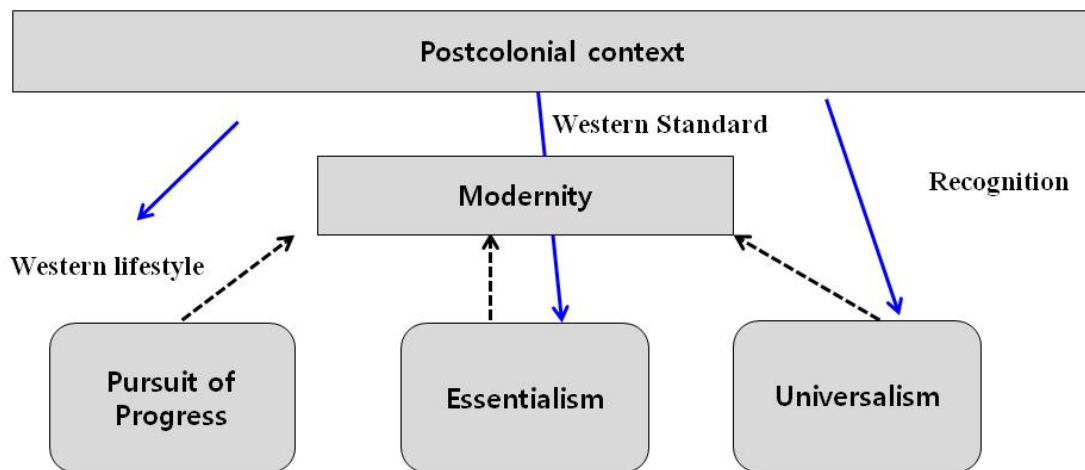 Postcolonial context
Western Standard
Modernity
Recognition
Western lifestyle
Pursuit of
Progress
Essentialism
Universalism